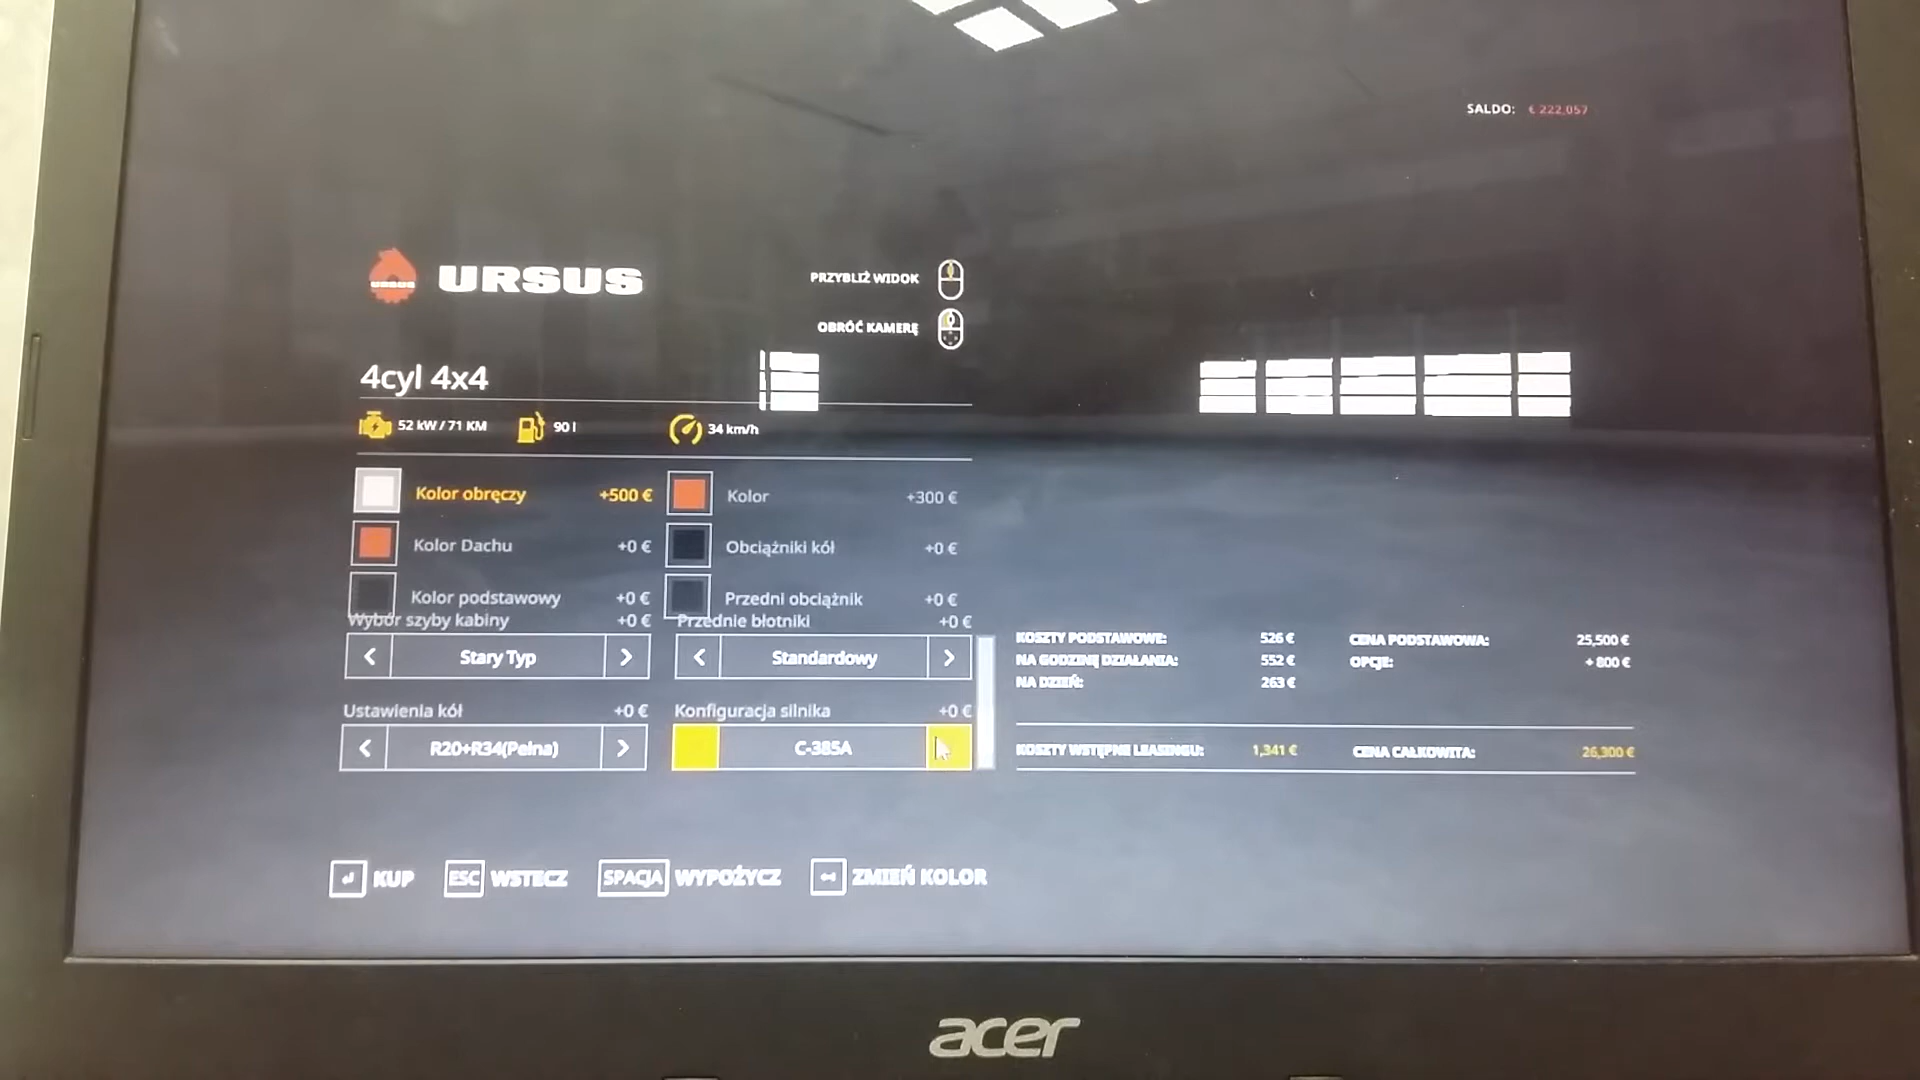 SALDO: € 222,057
URSUS
URSUS
PRZYBLIŻ WIDOK
OBRÓĆ KAMERĘ
4cyl 4x4
52 kW / 71 KM 90 l 34 km/h
Kolor obręczy +500 € Kolor +300 €
Kolor Dachu +0 € Obciążniki kół +0 €
Kolor podstawowy +0 € Przedni obciążnik +0 €
Wybór szyby kabiny +0 € Przednie błotniki +0 €
Stary Typ Standardowy
Ustawienia kół +0 € Konfiguracja silnika +0 €
R20+R34(Pełna) C-385A
KOSZTY PODSTAWOWE: 526 € CENA PODSTAWOWA: 25,500 €
NA GODZINĘ DZIAŁANIA: 552 € OPCJE: + 800 €
NA DZIEŃ: 263 €
KOSZTY WSTĘPNE LEASINGU: 1,341 € CENA CAŁKOWITA: 26,300 €
KUP ESC WSTECZ SPACJA WYPOŻYCZ ZMIEŃ KOLOR
acer